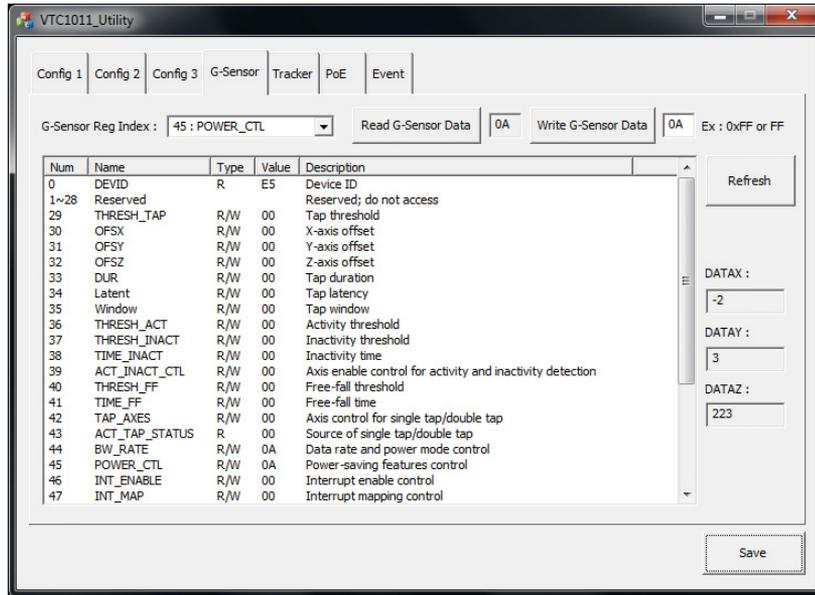 VTC1011_Utility
Config 1 Config 2 Config 3 G-Sensor Tracker PoE Event
G-Sensor Reg Index : 45 : POWER_CTL Read G-Sensor Data 0A Write G-Sensor Data 0A Ex : 0xFF or FF
Num Name Type Value Description
0 DEVID R E5 Device ID
1~28 Reserved Reserved; do not access
29 THRESH_TAP R/W 00 Tap threshold
30 OFSX R/W 00 X-axis offset
31 OFSY R/W 00 Y-axis offset
32 OFSZ R/W 00 Z-axis offset
33 DUR R/W 00 Tap duration
34 Latent R/W 00 Tap latency
35 Window R/W 00 Tap window
36 THRESH_ACT R/W 00 Activity threshold
37 THRESH_INACT R/W 00 Inactivity threshold
38 TIME_INACT R/W 00 Inactivity time
39 ACT_INACT_CTL R/W 00 Axis enable control for activity and inactivity detection
40 THRESH_FF R/W 00 Free-fall threshold
41 TIME_FF R/W 00 Free-fall time
42 TAP_AXES R/W 00 Axis control for single tap/double tap
43 ACT_TAP_STATUS R 00 Source of single tap/double tap
44 BW_RATE R/W 0A Data rate and power mode control
45 POWER_CTL R/W 0A Power-saving features control
46 INT_ENABLE R/W 00 Interrupt enable control
47 INT_MAP R/W 00 Interrupt mapping control
Refresh
DATAX :
-2
DATAY :
3
DATAZ :
223
Save